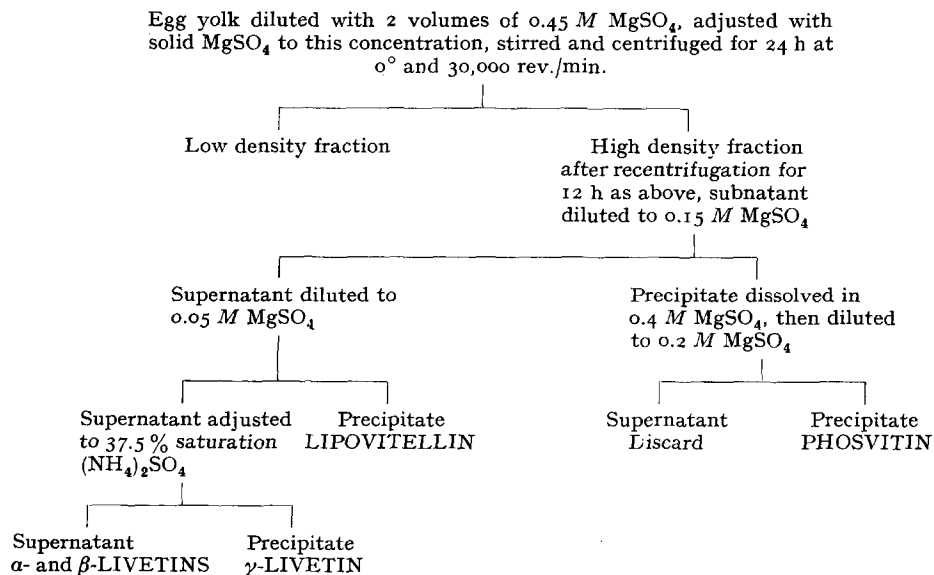 Egg yolk diluted with 2 volumes of 0.45 M MgSO₄, adjusted with
solid MgSO₄ to this concentration, stirred and centrifuged for 24 h at
0° and 30,000 rev./min.
Low density fraction
High density fraction
after recentrifugation for
12 h as above, subnatant
diluted to 0.15 M MgSO₄
Supernatant diluted to
0.05 M MgSO₄
Precipitate dissolved in
0.4 M MgSO₄, then diluted
to 0.2 M MgSO₄
Supernatant adjusted
to 37.5 % saturation
(NH₄)₂SO₄
Precipitate
LIPOVITELLIN
Supernatant
Discard
Precipitate
PHOSVITIN
Supernatant
α- and β-LIVETINS
Precipitate
γ-LIVETIN